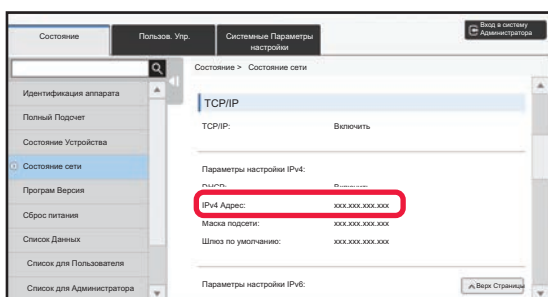 Состояние
Пользов. Упр.
Системные Параметры
настройки
Вход в систему
Администратора
Состояние > Состояние сети
Идентификация аппарата
Полный Подсчет
Состояние Устройства
Состояние сети
Програм Версия
Сброс питания
Список Данных
Список для Пользователя
Список для Администратора
TCP/IP
TCP/IP: Включить
Параметры настройки IPv4:
DHCP: Включить
IPv4 Адрес: xxx.xxx.xxx.xxx
Маска подсети: xxx.xxx.xxx.xxx
Шлюз по умолчанию: xxx.xxx.xxx.xxx
Параметры настройки IPv6:
Верх Страницы